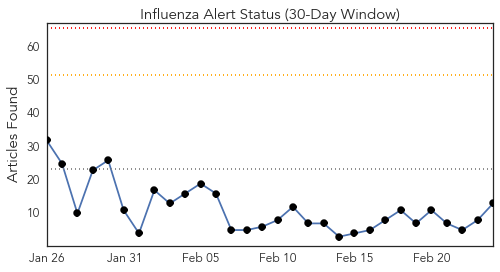 Influenza Alert Status (30-Day Window)
Articles Found
60
50
40
30
20
10
Jan 26
Jan 31
Feb 05
Feb 10
Feb 15
Feb 20